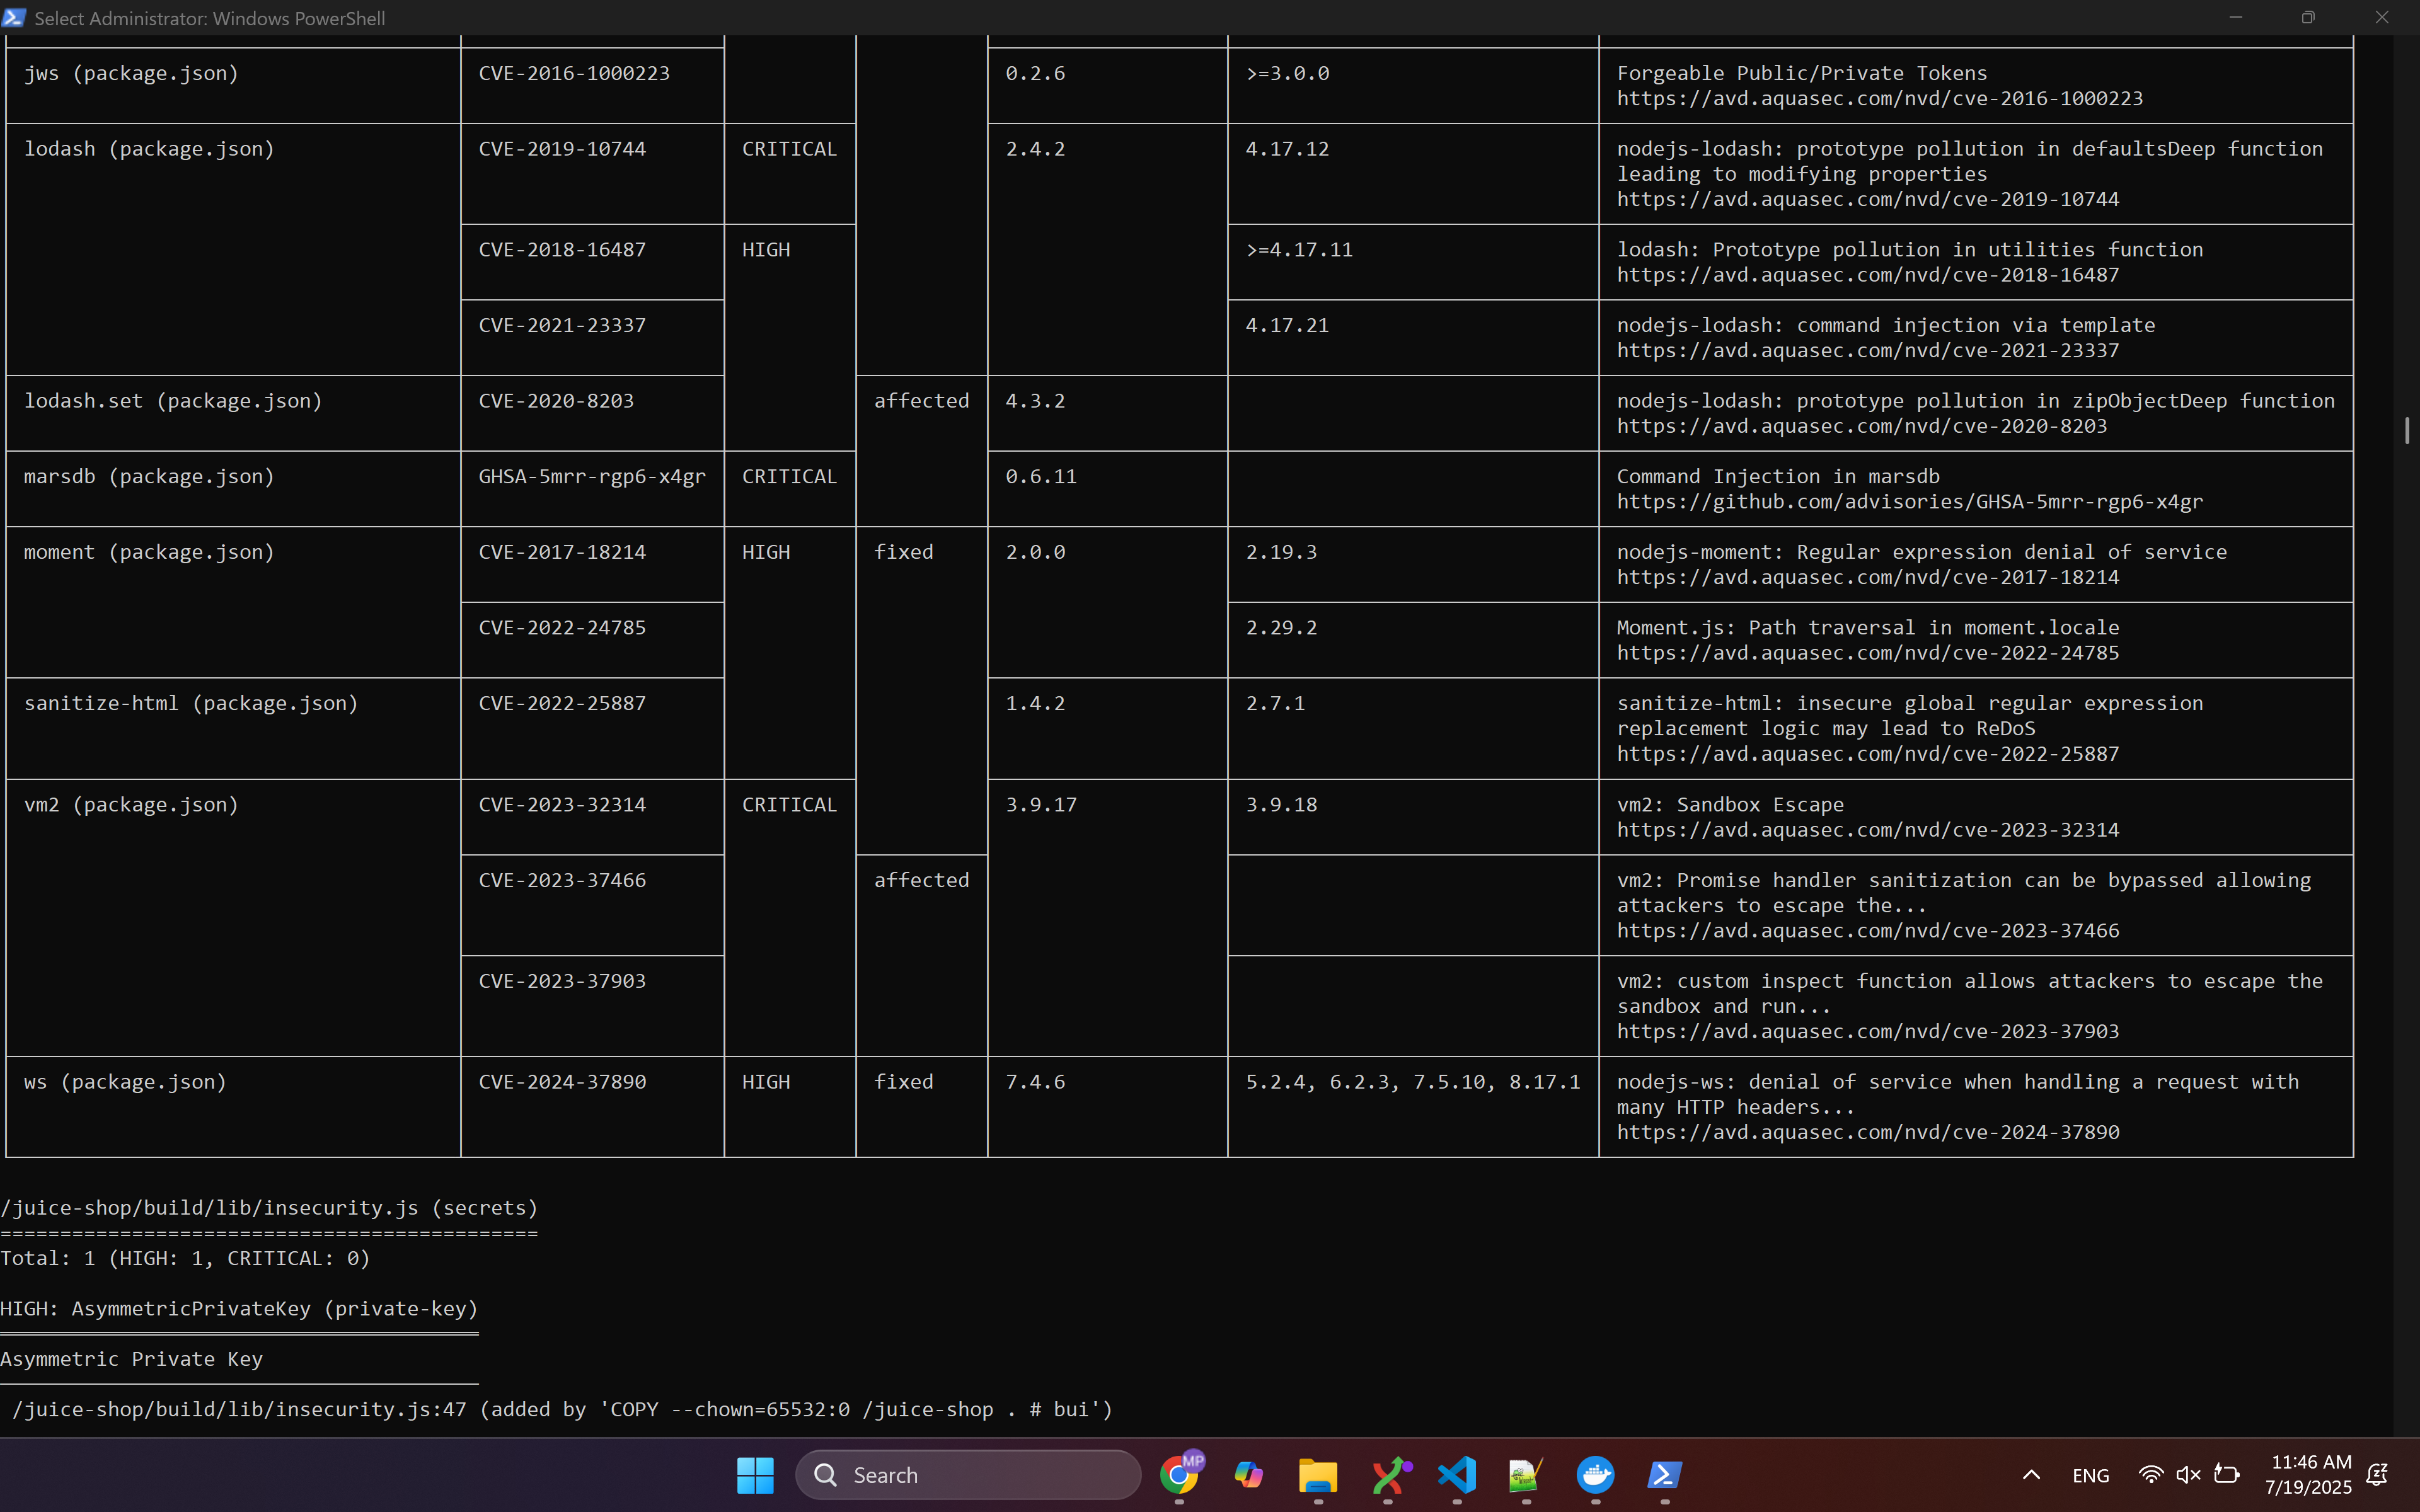 Select Administrator: Windows PowerShell
jws (package.json) CVE-2016-1000223 0.2.6 >=3.0.0 Forgeable Public/Private Tokens
https://avd.aquasec.com/nvd/cve-2016-1000223
lodash (package.json) CVE-2019-10744 CRITICAL 2.4.2 4.17.12 nodejs-lodash: prototype pollution in defaultsDeep function
leading to modifying properties
https://avd.aquasec.com/nvd/cve-2019-10744
CVE-2018-16487 HIGH >=4.17.11 lodash: Prototype pollution in utilities function
https://avd.aquasec.com/nvd/cve-2018-16487
CVE-2021-23337 4.17.21 nodejs-lodash: command injection via template
https://avd.aquasec.com/nvd/cve-2021-23337
lodash.set (package.json) CVE-2020-8203 affected 4.3.2 nodejs-lodash: prototype pollution in zipObjectDeep function
https://avd.aquasec.com/nvd/cve-2020-8203
marsdb (package.json) GHSA-5mrr-rgp6-x4gr CRITICAL 0.6.11 Command Injection in marsdb
https://github.com/advisories/GHSA-5mrr-rgp6-x4gr
moment (package.json) CVE-2017-18214 HIGH fixed 2.0.0 2.19.3 nodejs-moment: Regular expression denial of service
https://avd.aquasec.com/nvd/cve-2017-18214
CVE-2022-24785 2.29.2 Moment.js: Path traversal in moment.locale
https://avd.aquasec.com/nvd/cve-2022-24785
sanitize-html (package.json) CVE-2022-25887 1.4.2 2.7.1 sanitize-html: insecure global regular expression
replacement logic may lead to ReDoS
https://avd.aquasec.com/nvd/cve-2022-25887
vm2 (package.json) CVE-2023-32314 CRITICAL 3.9.17 3.9.18 vm2: Sandbox Escape
https://avd.aquasec.com/nvd/cve-2023-32314
CVE-2023-37466 affected vm2: Promise handler sanitization can be bypassed allowing
attackers to escape the...
https://avd.aquasec.com/nvd/cve-2023-37466
CVE-2023-37903 vm2: custom inspect function allows attackers to escape the
sandbox and run...
https://avd.aquasec.com/nvd/cve-2023-37903
ws (package.json) CVE-2024-37890 HIGH fixed 7.4.6 5.2.4, 6.2.3, 7.5.10, 8.17.1 nodejs-ws: denial of service when handling a request with
many HTTP headers...
https://avd.aquasec.com/nvd/cve-2024-37890
/juice-shop/build/lib/insecurity.js (secrets)
=============================================
Total: 1 (HIGH: 1, CRITICAL: 0)
HIGH: AsymmetricPrivateKey (private-key)
Asymmetric Private Key
/juice-shop/build/lib/insecurity.js:47 (added by 'COPY --chown=65532:0 /juice-shop . # bui')
Search
MP
ENG
11:46 AM
7/19/2025